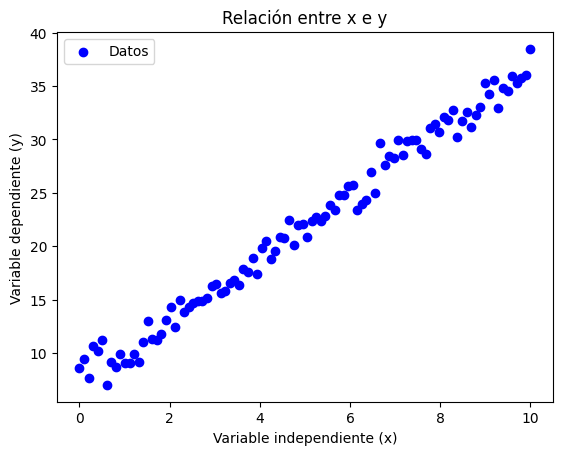 Relación entre x e y
Datos
Variable dependiente (y)
40
35
30
25
20
15
10
0 2 4 6 8 10
Variable independiente (x)